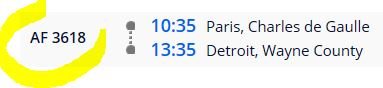 AF 3618
10:35 Paris, Charles de Gaulle
13:35 Detroit, Wayne County